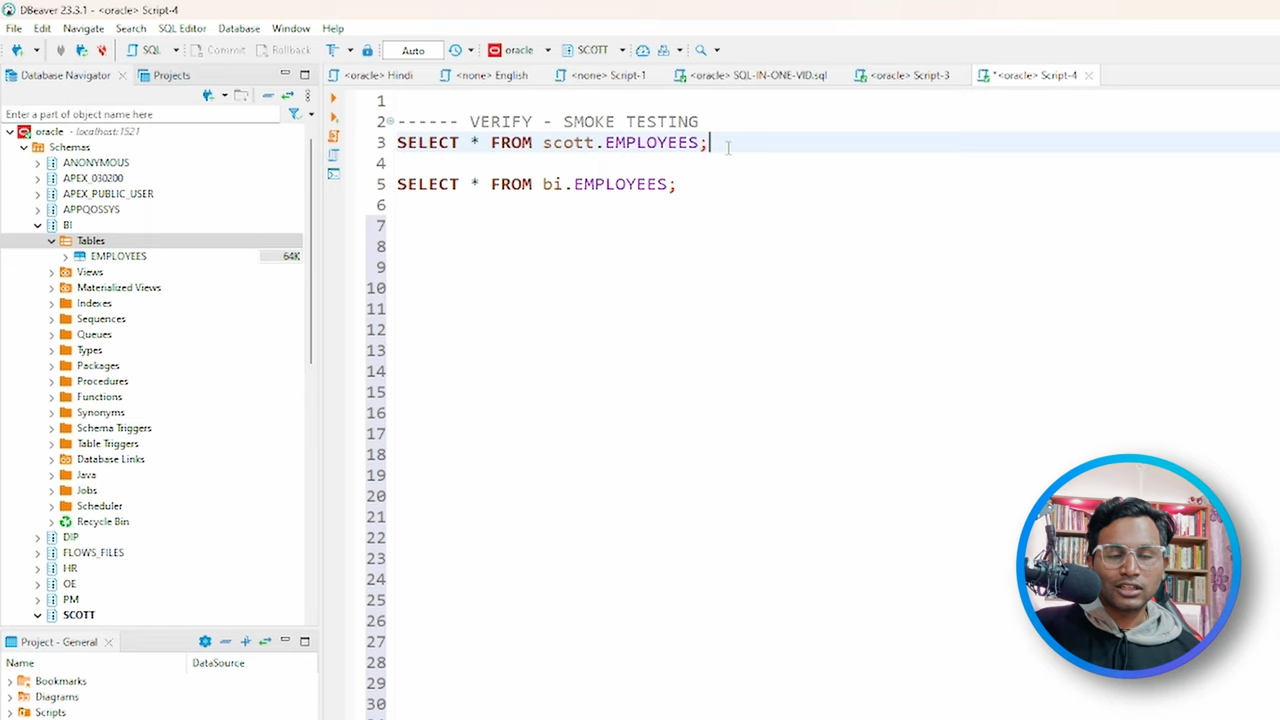 DBeaver 23.3.1 - <oracle> Script-4
File Edit Navigate Search SQL Editor Database Window Help
SQL Commit Rollback Auto oracle SCOTT
Database Navigator Projects
<oracle> Hindi <none> English <none> Script-1 <oracle> SQL-IN-ONE-VID.sql <oracle> Script-3 *<oracle> Script-4
Enter a part of object name here
oracle - localhost:1521
Schemas
ANONYMOUS
APEX_030200
APEX_PUBLIC_USER
APPQOSSYS
BI
Tables
EMPLOYEES 64K
Views
Materialized Views
Indexes
Sequences
Queues
Types
Packages
Procedures
Functions
Synonyms
Schema Triggers
Table Triggers
Database Links
Java
Jobs
Scheduler
Recycle Bin
DIP
FLOWS_FILES
HR
OE
PM
SCOTT
Project - General
Name DataSource
Bookmarks
Diagrams
Scripts
1
2 ------ VERIFY - SMOKE TESTING
3 SELECT * FROM scott.EMPLOYEES;
4
5 SELECT * FROM bi.EMPLOYEES;
6
7
8
9
10
11
12
13
14
15
16
17
18
19
20
21
22
23
24
25
26
27
28
29
30